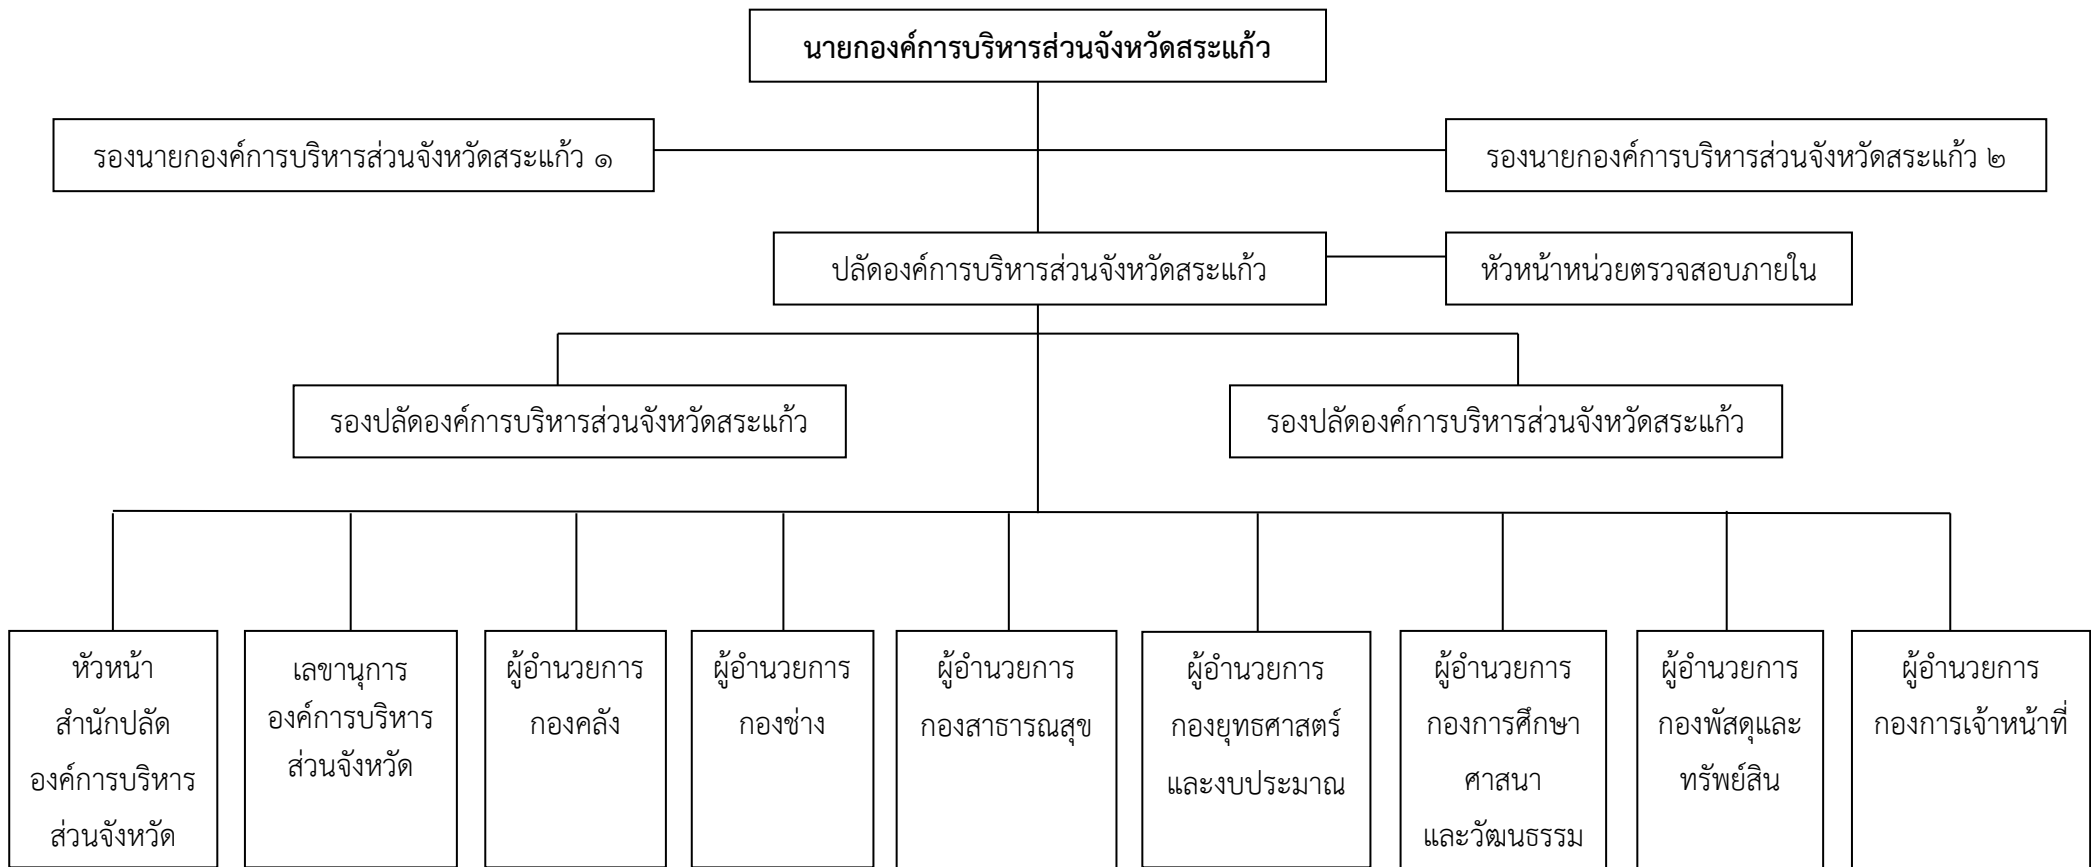 นายกองค์การบริหารส่วนจังหวัดสระแก้ว
รองนายกองค์การบริหารส่วนจังหวัดสระแก้ว ๑
รองนายกองค์การบริหารส่วนจังหวัดสระแก้ว ๒
ปลัดองค์การบริหารส่วนจังหวัดสระแก้ว
หัวหน้าหน่วยตรวจสอบภายใน
รองปลัดองค์การบริหารส่วนจังหวัดสระแก้ว
รองปลัดองค์การบริหารส่วนจังหวัดสระแก้ว
หัวหน้า
สำนักปลัด
องค์การบริหาร
ส่วนจังหวัด
เลขานุการ
องค์การบริหาร
ส่วนจังหวัด
ผู้อำนวยการ
กองคลัง
ผู้อำนวยการ
กองช่าง
ผู้อำนวยการ
กองสาธารณสุข
ผู้อำนวยการ
กองยุทธศาสตร์
และงบประมาณ
ผู้อำนวยการ
กองการศึกษา
ศาสนา
และวัฒนธรรม
ผู้อำนวยการ
กองพัสดุและ
ทรัพย์สิน
ผู้อำนวยการ
กองการเจ้าหน้าที่